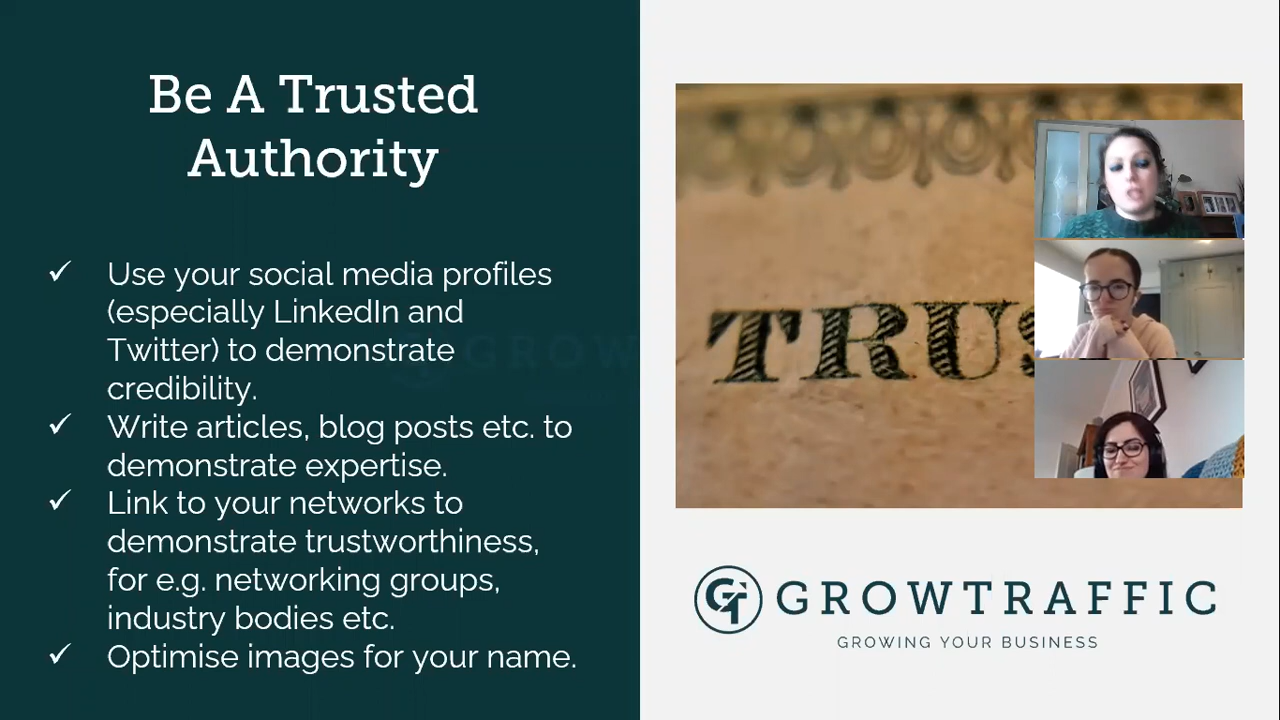 Be A Trusted
Authority
✓ Use your social media profiles
(especially LinkedIn and
Twitter) to demonstrate
credibility.
✓ Write articles, blog posts etc. to
demonstrate expertise.
✓ Link to your networks to
demonstrate trustworthiness,
for e.g. networking groups,
industry bodies etc.
✓ Optimise images for your name.
TRUS
GT GROWTRAFFIC
GROWING YOUR BUSINESS